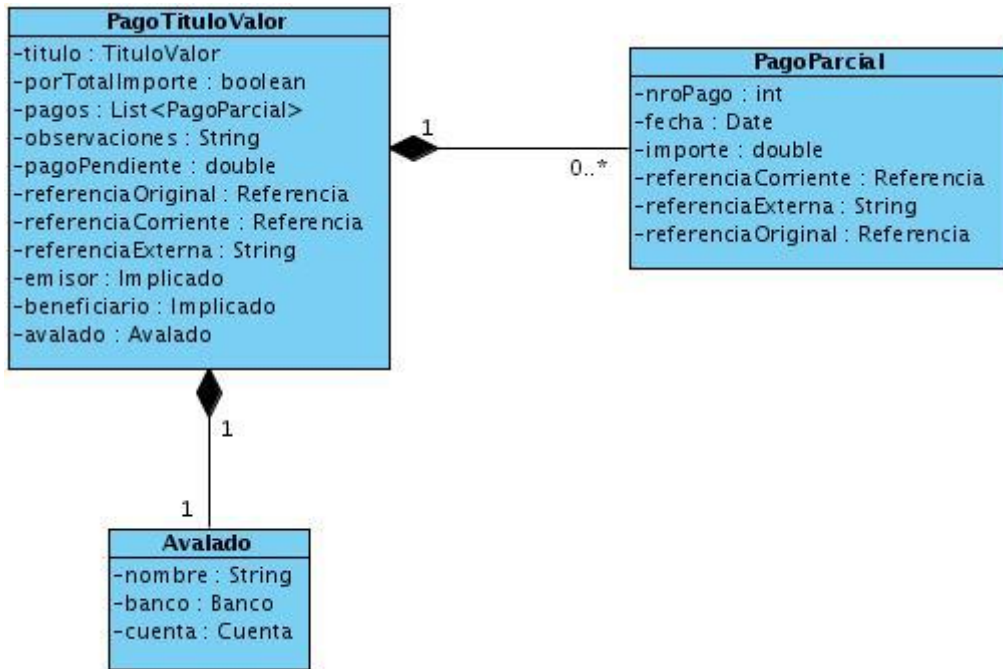 PagoTituloValor
-titulo : TituloValor
-porTotalImporte : boolean
-pagos : List<PagoParcial>
-observaciones : String
-pagoPendiente : double
-referenciaOriginal : Referencia
-referenciaCorriente : Referencia
-referenciaExterna : String
-emisor : Implicado
-beneficiario : Implicado
-avalado : Avalado
1
0..*
PagoParcial
-nroPago : int
-fecha : Date
-importe : double
-referenciaCorriente : Referencia
-referenciaExterna : String
-referenciaOriginal : Referencia
1
1
Avalado
-nombre : String
-banco : Banco
-cuenta : Cuenta